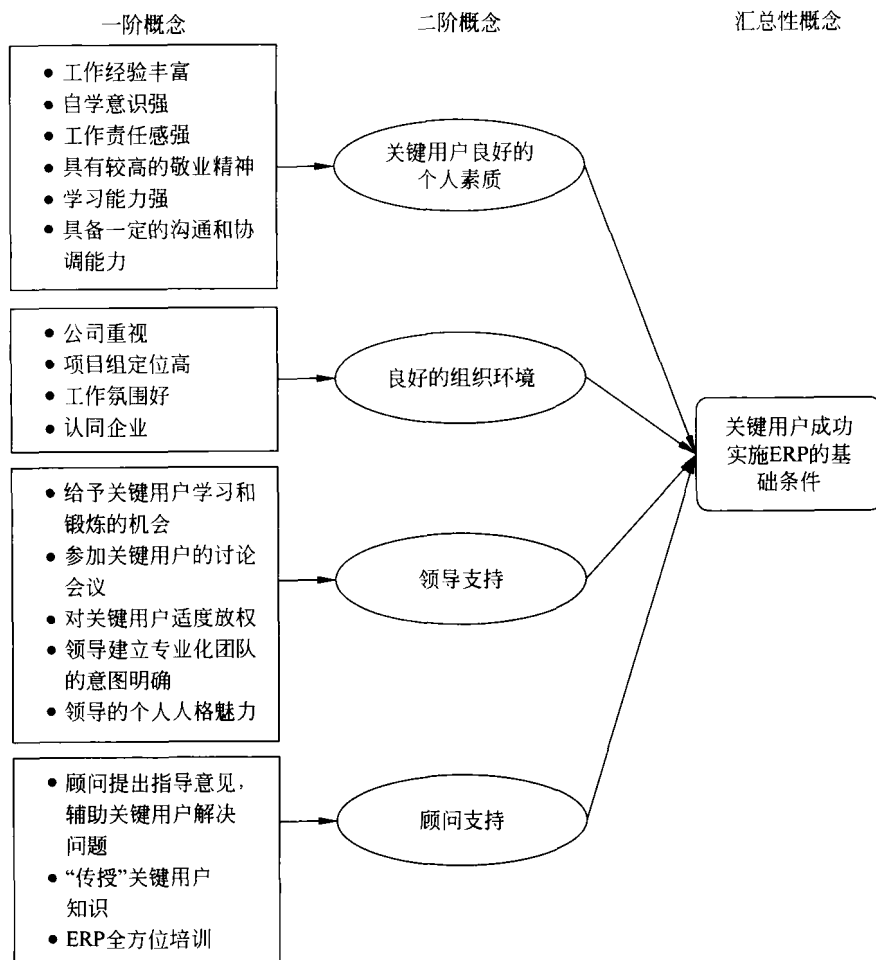 一阶概念
二阶概念
汇总性概念
● 工作经验丰富
● 自学意识强
● 工作责任感强
● 具有较高的敬业精神
● 学习能力强
● 具备一定的沟通和协
调能力
关键用户良好的
个人素质
● 公司重视
● 项目组定位高
● 工作氛围好
● 认同企业
良好的组织环境
● 给予关键用户学习和
锻炼的机会
● 参加关键用户的讨论
会议
● 对关键用户适度放权
● 领导建立专业化团队
的意图明确
● 领导的个人人格魅力
领导支持
● 顾问提出指导意见，
辅助关键用户解决
问题
● “传授”关键用户
知识
● ERP全方位培训
顾问支持
关键用户成功
实施ERP的基
础条件